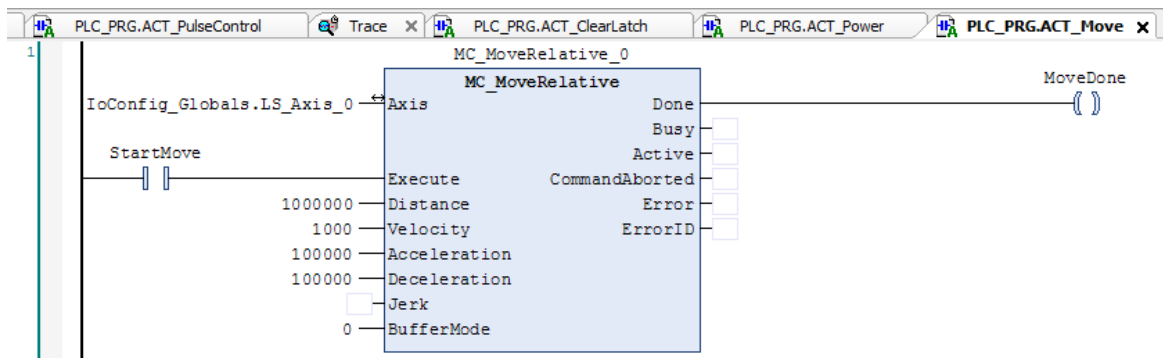 PLC_PRG.ACT_PulseControl Trace PLC_PRG.ACT_ClearLatch PLC_PRG.ACT_Power PLC_PRG.ACT_Move
1
MC_MoveRelative_0
MC_MoveRelative
MoveDone
IoConfig_Globals.LS_Axis_0 Axis Done
Busy
StartMove Active
Execute CommandAborted
1000000 Distance Error
1000 Velocity ErrorID
100000 Acceleration
100000 Deceleration
Jerk
0 BufferMode